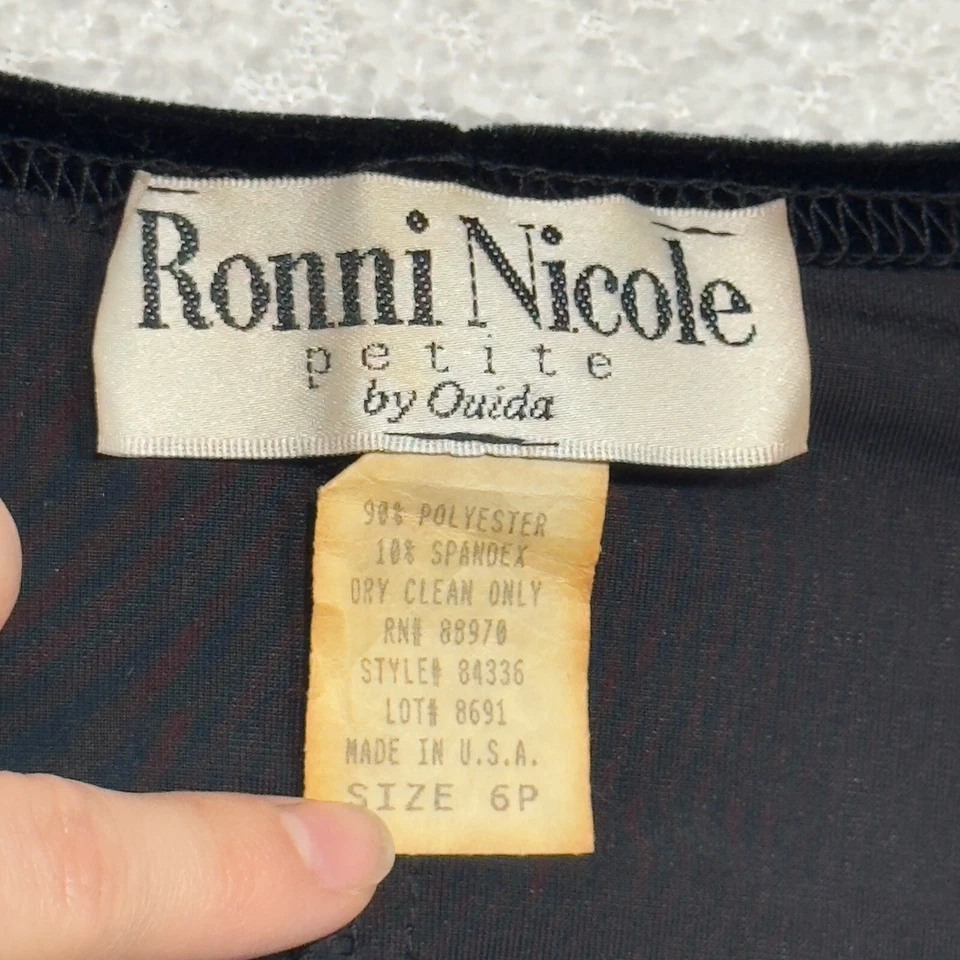 Ronni Nicole
petite
by Ouida
90% POLYESTER
10% SPANDEX
DRY CLEAN ONLY
RN# 88970
STYLE# 84336
LOT# 8691
MADE IN U.S.A.
SIZE 6P